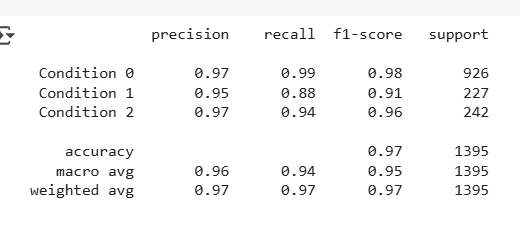 precision recall f1-score support
Condition 0 0.97 0.99 0.98 926
Condition 1 0.95 0.88 0.91 227
Condition 2 0.97 0.94 0.96 242
accuracy 0.97 1395
macro avg 0.96 0.94 0.95 1395
weighted avg 0.97 0.97 0.97 1395